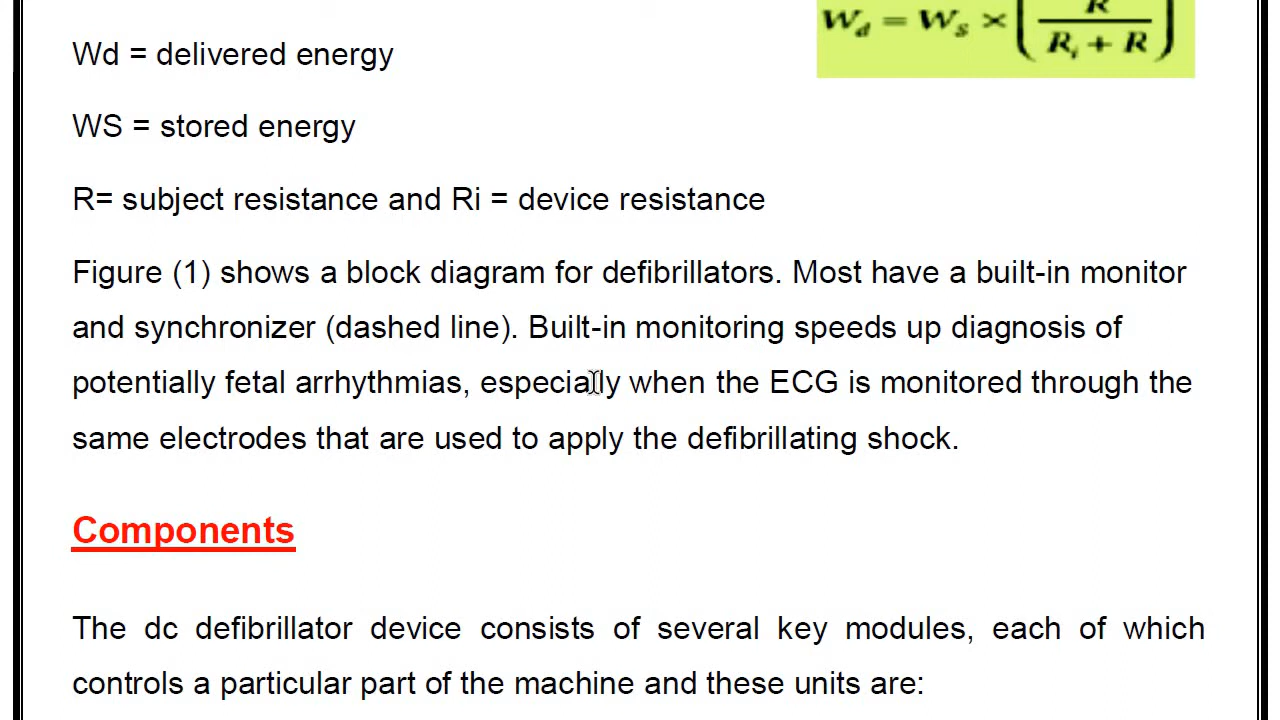 W_d = W_s × (R / (R_i + R))
Wd = delivered energy
WS = stored energy
R= subject resistance and Ri = device resistance
Figure (1) shows a block diagram for defibrillators. Most have a built-in monitor
and synchronizer (dashed line). Built-in monitoring speeds up diagnosis of
potentially fetal arrhythmias, especially when the ECG is monitored through the
same electrodes that are used to apply the defibrillating shock.
Components
The dc defibrillator device consists of several key modules, each of which
controls a particular part of the machine and these units are: